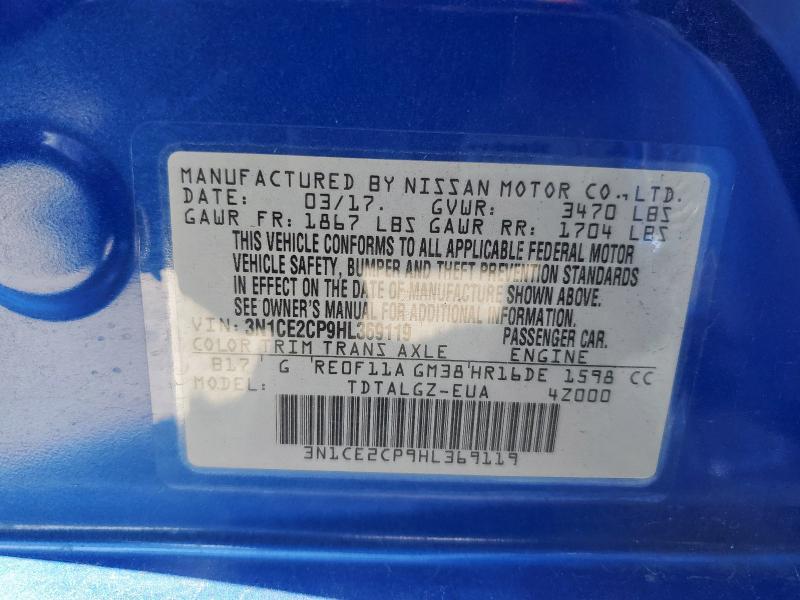 MANUFACTURED BY NISSAN MOTOR CO., LTD.
DATE: 03/17. GVWR: 3470 LBS
GAWR FR: 1867 LBS GAWR RR: 1704 LBS
THIS VEHICLE CONFORMS TO ALL APPLICABLE FEDERAL MOTOR
VEHICLE SAFETY, BUMPER AND THEFT PREVENTION STANDARDS
IN EFFECT ON THE DATE OF MANUFACTURE SHOWN ABOVE.
SEE OWNER'S MANUAL FOR ADDITIONAL INFORMATION.
VIN: 3N1CE2CP9HL369119 PASSENGER CAR.
COLOR TRIM TRANS AXLE ENGINE
B17 G RE0F11A GM38 HR16DE 1598 CC
MODEL: TDTALGZ-EUA 4Z000
3N1CE2CP9HL369119